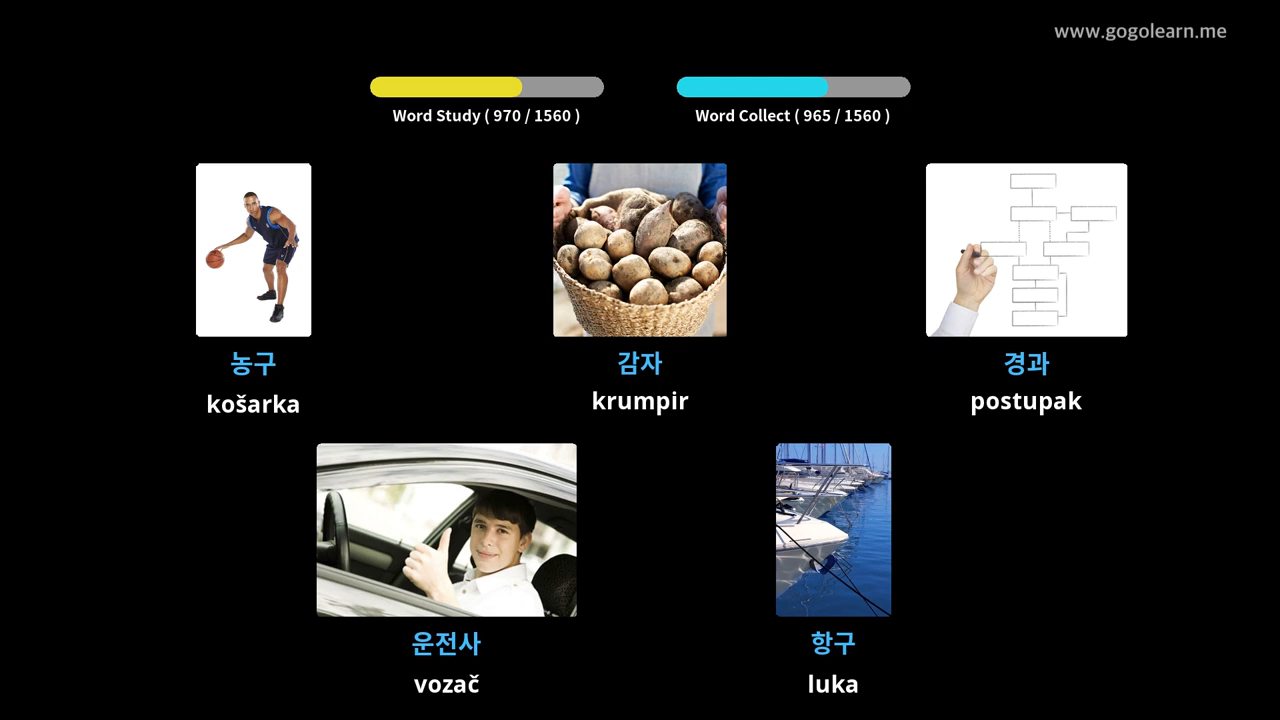 www.gogolearn.me
Word Study ( 970 / 1560 )
Word Collect ( 965 / 1560 )
농구
košarka
감자
krumpir
경과
postupak
운전사
vozač
항구
luka